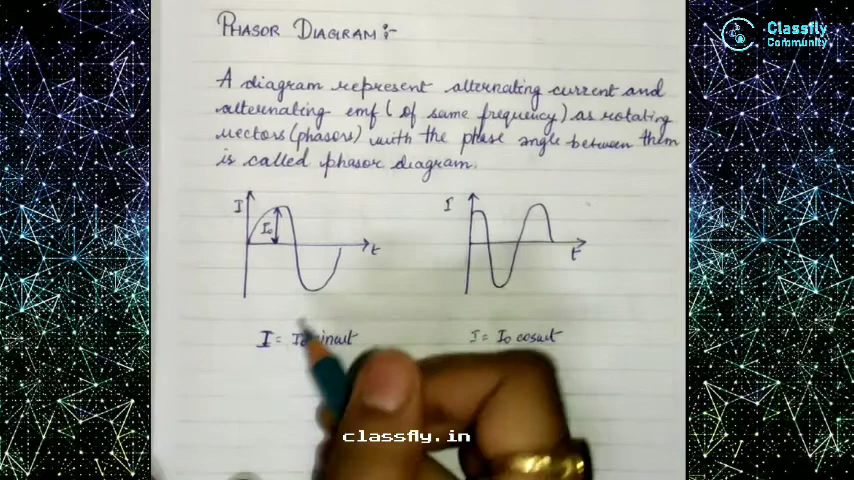 PHASOR DIAGRAM :-
Classfly
Community
A diagram represent alternating current and
alternating emf ( of same frequency) as rotating
vectors (phasors) with the phase angle between them
is called phasor diagram.
I
I₀
t
I
t
I = I₀ sinωt
I = I₀ cosωt
classfly.in